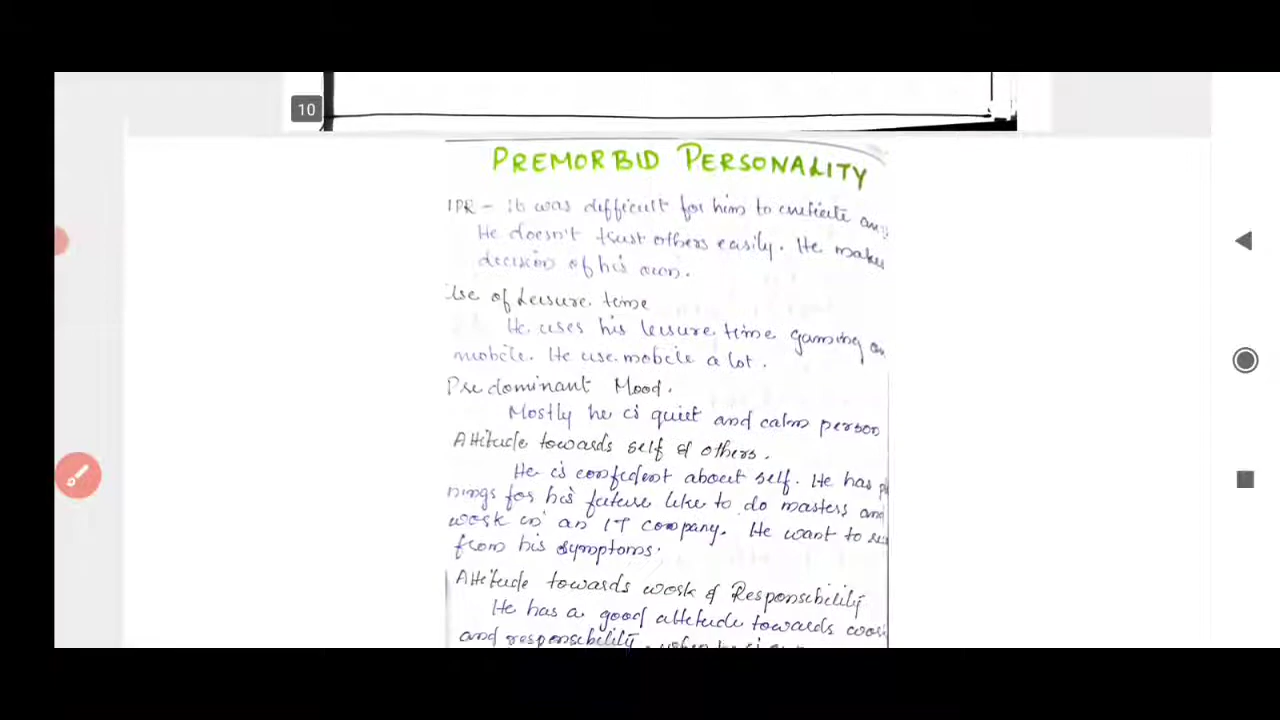 10
PREMORBID PERSONALITY
IPR - It was difficult for him to
He doesn't trust others easily. He makes
decision of his own.
Use of Leisure time
He uses his leisure time gaming
mobile. He use mobile a lot.
Predominant Mood.
Mostly he is quiet and calm person
Attitude towards self & others.
He is confident about self. He has
nings for his future like to do masters and
work in an IT company. He want to
from his symptoms.
Attitude towards work & Responsibility
He has a good attitude towards
and responsibility.